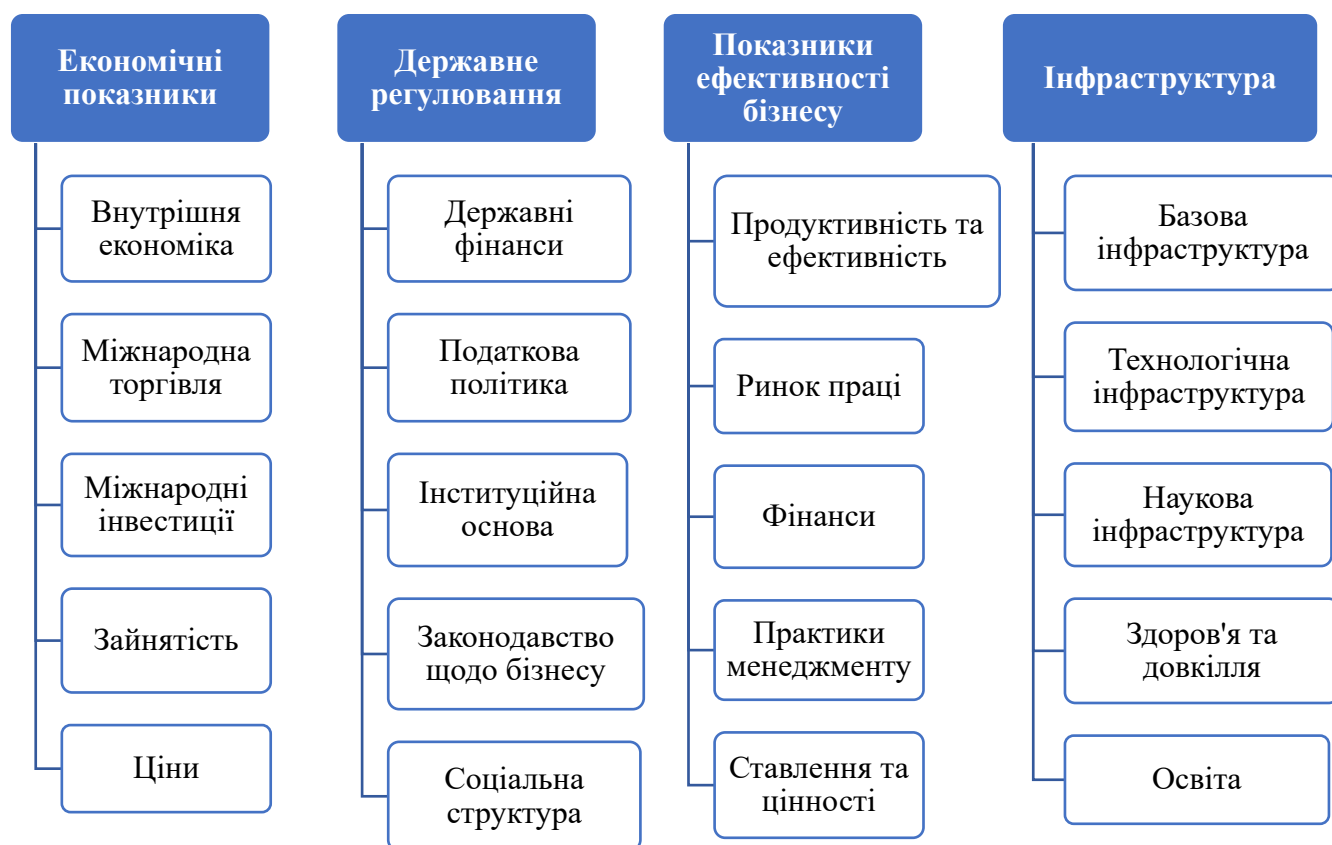 Економічні
показники
Внутрішня
економіка
Міжнародна
торгівля
Міжнародні
інвестиції
Зайнятість
Ціни
Державне
регулювання
Державні
фінанси
Податкова
політика
Інституційна
основа
Законодавство
щодо бізнесу
Соціальна
структура
Показники
ефективності
бізнесу
Продуктивність та
ефективність
Ринок праці
Фінанси
Практики
менеджменту
Ставлення та
цінності
Інфраструктура
Базова
інфраструктура
Технологічна
інфраструктура
Наукова
інфраструктура
Здоров'я та
довкілля
Освіта